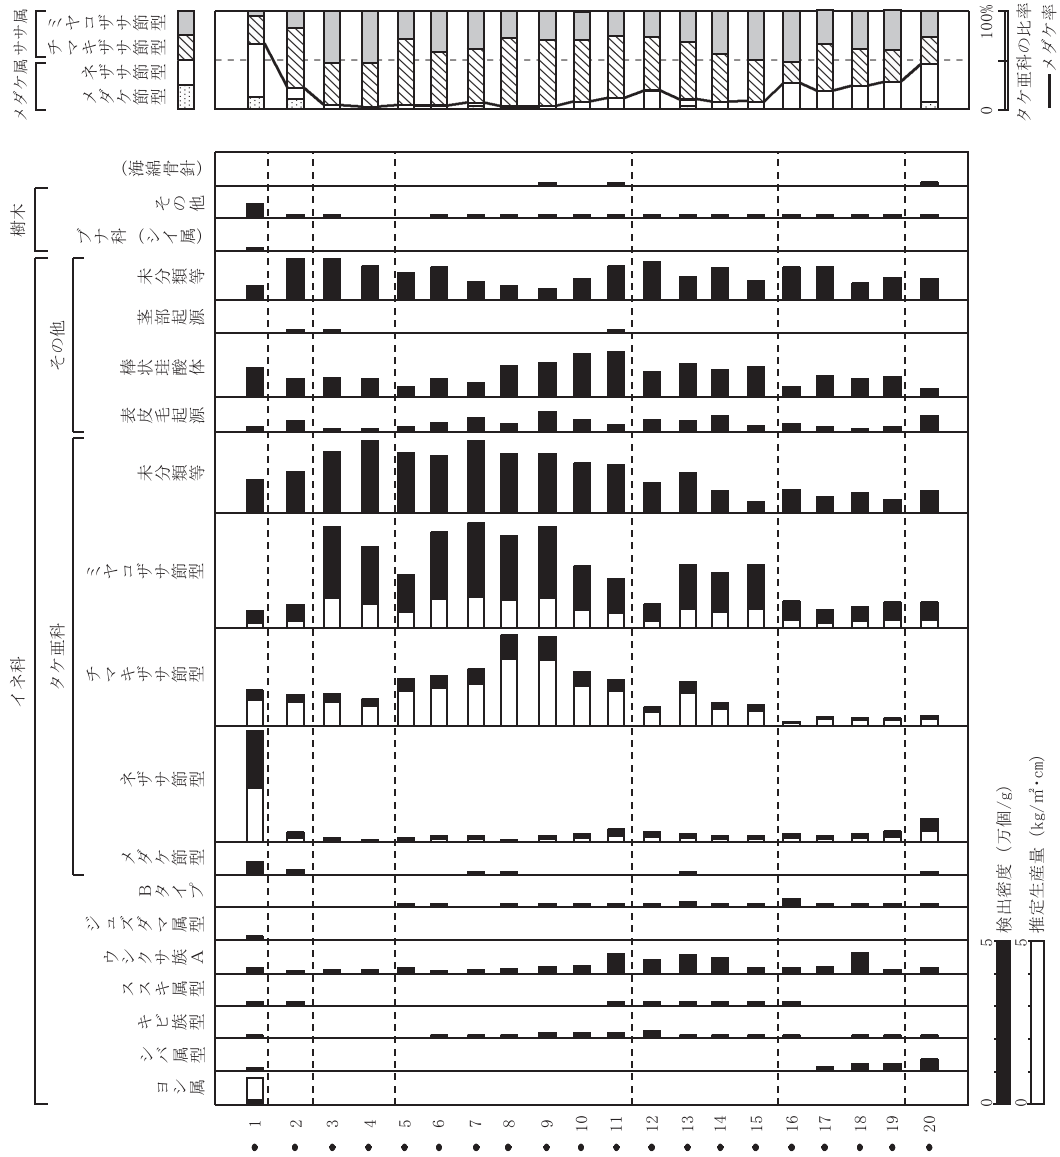 イネ科
樹木
タケ亜科
その他
ヨシ属
シバ属型
キビ族型
ススキ属型
ウシクサ族A
ジュズダマ属型
Bタイプ
メダケ節型
ネザサ節型
チマキザサ節型
ミヤコザサ節型
未分類等
表皮毛起源
棒状珪酸体
茎部起源
未分類等
ブナ科（シイ属）
その他
（海綿骨針）
メダケ属
ササ属
メダケ節型
ネザサ節型
チマキザサ節型
ミヤコザサ節型
1
2
3
4
5
6
7
8
9
10
11
12
13
14
15
16
17
18
19
20
0 5
検出密度（万個/g）
0 5
推定生産量（kg/㎡・cm）
0 100%
タケ亜科の比率
メダケ率